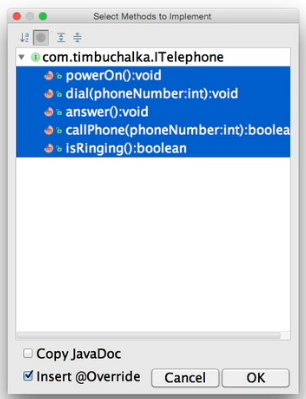 Select Methods to Implement
com.timbuchalka.ITelephone
powerOn():void
dial(phoneNumber:int):void
answer():void
callPhone(phoneNumber:int):boolea
isRinging():boolean
Copy JavaDoc
Insert @Override
Cancel
OK